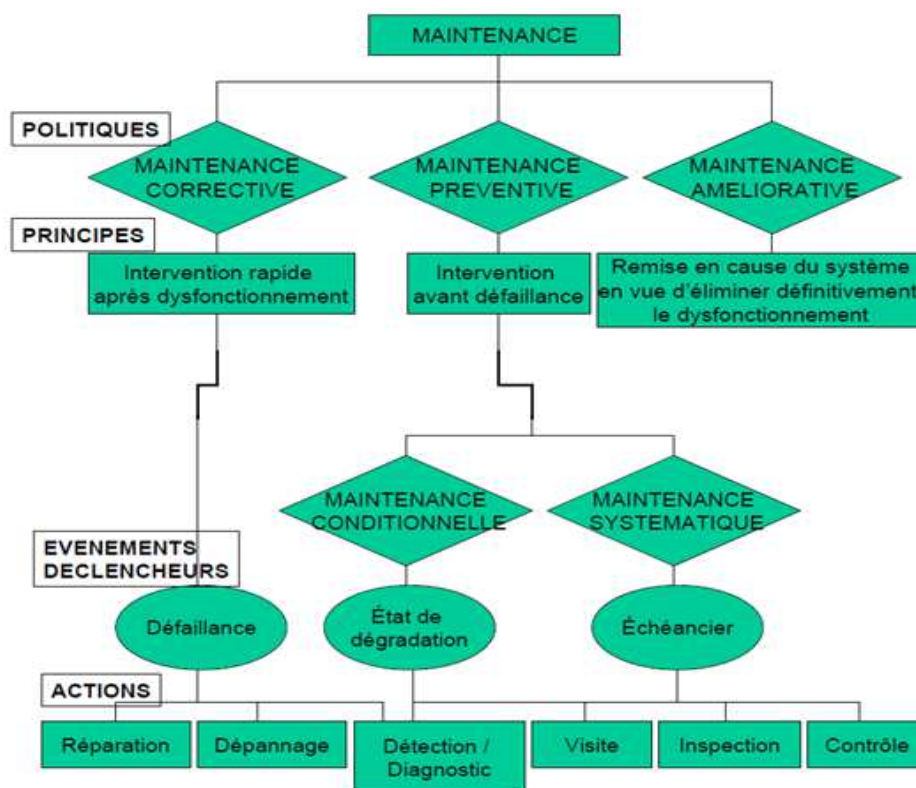 MAINTENANCE
POLITIQUES
MAINTENANCE
CORRECTIVE
MAINTENANCE
PREVENTIVE
MAINTENANCE
AMELIORATIVE
PRINCIPES
Intervention rapide
après dysfonctionnement
Intervention
avant défaillance
Remise en cause du système
en vue d'éliminer définitivement
le dysfonctionnement
MAINTENANCE
CONDITIONNELLE
MAINTENANCE
SYSTEMATIQUE
EVENEMENTS
DECLENCHEURS
Défaillance
État de
dégradation
Échéancier
ACTIONS
Réparation
Dépannage
Détection /
Diagnostic
Visite
Inspection
Contrôle